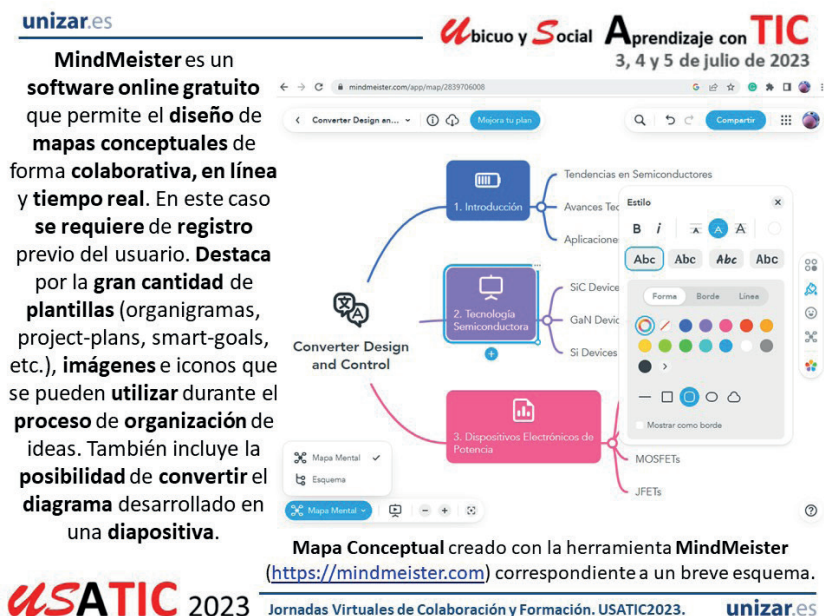 unizar.es
Ubicuo y Social Aprendizaje con TIC
3, 4 y 5 de julio de 2023
MindMeister es un
software online gratuito
que permite el diseño de
mapas conceptuales de
forma colaborativa, en línea
y tiempo real. En este caso
se requiere de registro
previo del usuario. Destaca
por la gran cantidad de
plantillas (organigramas,
project-plans, smart-goals,
etc.), imágenes e iconos que
se pueden utilizar durante el
proceso de organización de
ideas. También incluye la
posibilidad de convertir el
diagrama desarrollado en
una diapositiva.
mindmeister.com/app/map/2839706008
Converter Design an...
Mejora tu plan
Compartir
Converter Design
and Control
1. Introducción
Tendencias en Semiconductores
Avances Tec
Aplicacione
2. Tecnología
Semiconductora
SiC Device
GaN Devic
Si Devices
3. Dispositivos Electrónicos de
Potencia
MOSFETs
JFETs
Estilo
B i A A A
Abc Abc Abc Abc
Forma Borde Línea
Mostrar como borde
Mapa Mental
Esquema
Mapa Mental
Mapa Conceptual creado con la herramienta MindMeister
(https://mindmeister.com) correspondiente a un breve esquema.
USATIC 2023
Jornadas Virtuales de Colaboración y Formación. USATIC2023.
unizar.es